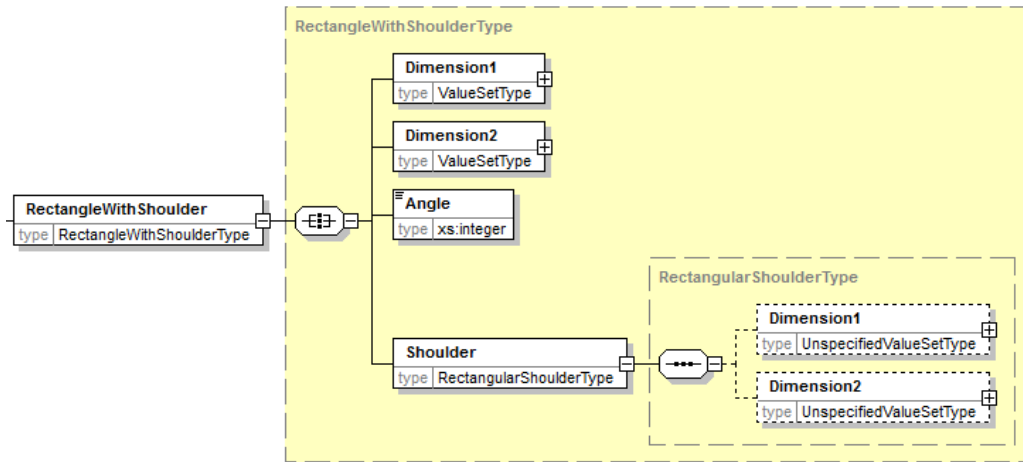 RectangleWithShoulderType
Dimension1
type ValueSetType
Dimension2
type ValueSetType
RectangleWithShoulder
type RectangleWithShoulderType
Angle
type xs:integer
RectangularShoulderType
Dimension1
type UnspecifiedValueSetType
Shoulder
type RectangularShoulderType
Dimension2
type UnspecifiedValueSetType